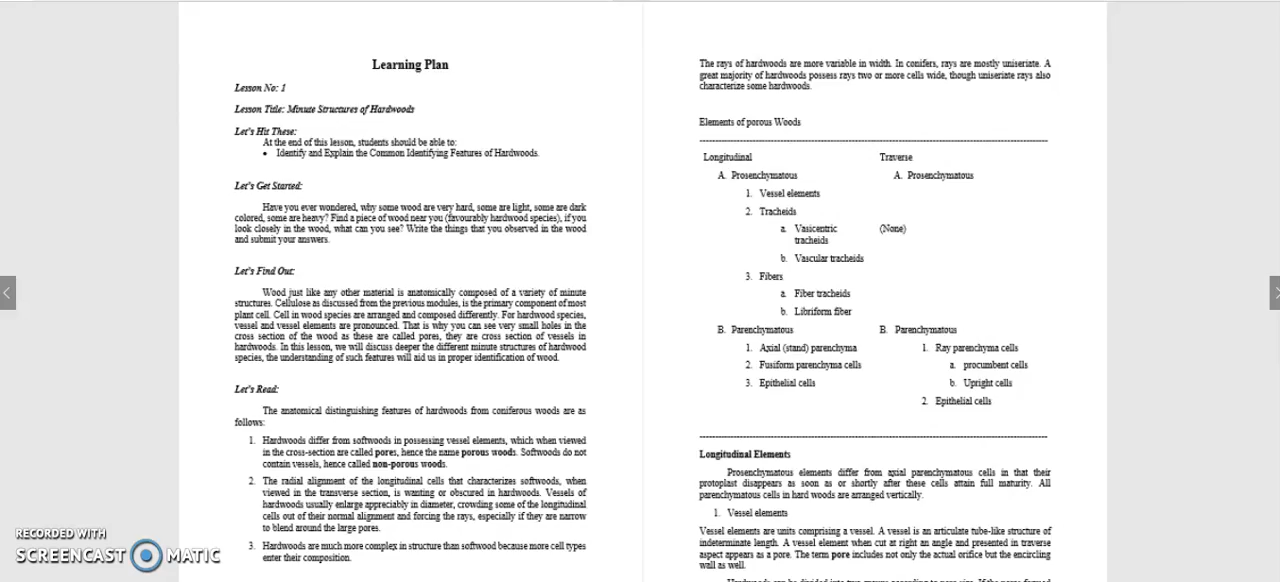 Learning Plan
Lesson No: 1
Lesson Title: Minute Structures of Hardwoods
Let's Hit These:
At the end of this lesson, students should be able to:
• Identify and Explain the Common Identifying Features of Hardwoods.
Let's Get Started:
Have you ever wondered, why some wood are very hard, some are light, some are dark
colored, some are heavy? Find a piece of wood near you (favourably hardwood species), if you
look closely in the wood, what can you see? Write the things that you observed in the wood
and submit your answers.
Let's Find Out:
Wood just like any other material is anatomically composed of a variety of minute
structures. Cellulose as discussed from the previous modules, is the primary component of most
plant cell. Cell in wood species are arranged and composed differently. For hardwood species,
vessel and vessel elements are pronounced. That is why you can see very small holes in the
cross section of the wood as these are called pores, they are cross section of vessels in
hardwoods. In this lesson, we will discuss deeper the different minute structures of hardwood
species, the understanding of such features will aid us in proper identification of wood.
Let's Read:
The anatomical distinguishing features of hardwoods from coniferous woods are as
follows:
1. Hardwoods differ from softwoods in possessing vessel elements, which when viewed
in the cross-section are called pores, hence the name porous woods. Softwoods do not
contain vessels, hence called non-porous woods.
2. The radial alignment of the longitudinal cells that characterizes softwoods, when
viewed in the transverse section, is wanting or obscured in hardwoods. Vessels of
hardwoods usually enlarge appreciably in diameter, crowding some of the longitudinal
cells out of their normal alignment and forcing the rays, especially if they are narrow
to blend around the large pores.
3. Hardwoods are much more complex in structure than softwood because more cell types
enter their composition.
The rays of hardwoods are more variable in width. In conifers, rays are mostly uniseriate. A
great majority of hardwoods possess rays two or more cells wide, though uniseriate rays also
characterize some hardwoods.
Elements of porous Woods
Longitudinal Traverse
A. Prosenchymatous A. Prosenchymatous
1. Vessel elements
2. Tracheids
a. Vasicentric (None)
tracheids
b. Vascular tracheids
3. Fibers
a. Fiber tracheids
b. Libriform fiber
B. Parenchymatous B. Parenchymatous
1. Axial (stand) parenchyma 1. Ray parenchyma cells
2. Fusiform parenchyma cells a. procumbent cells
3. Epithelial cells b. Upright cells
2. Epithelial cells
Longitudinal Elements
Prosenchymatous elements differ from axial parenchymatous cells in that their
protoplast disappears as soon as or shortly after these cells attain full maturity. All
parenchymatous cells in hard woods are arranged vertically.
1. Vessel elements
Vessel elements are units comprising a vessel. A vessel is an articulate tube-like structure of
indeterminate length. A vessel element when cut at right an angle and presented in traverse
aspect appears as a pore. The term pore includes not only the actual orifice but the encircling
wall as well.
Hardwoods can be divided into two groups according to pore size. If the pores formed
RECORDED WITH
SCREENCAST MATIC